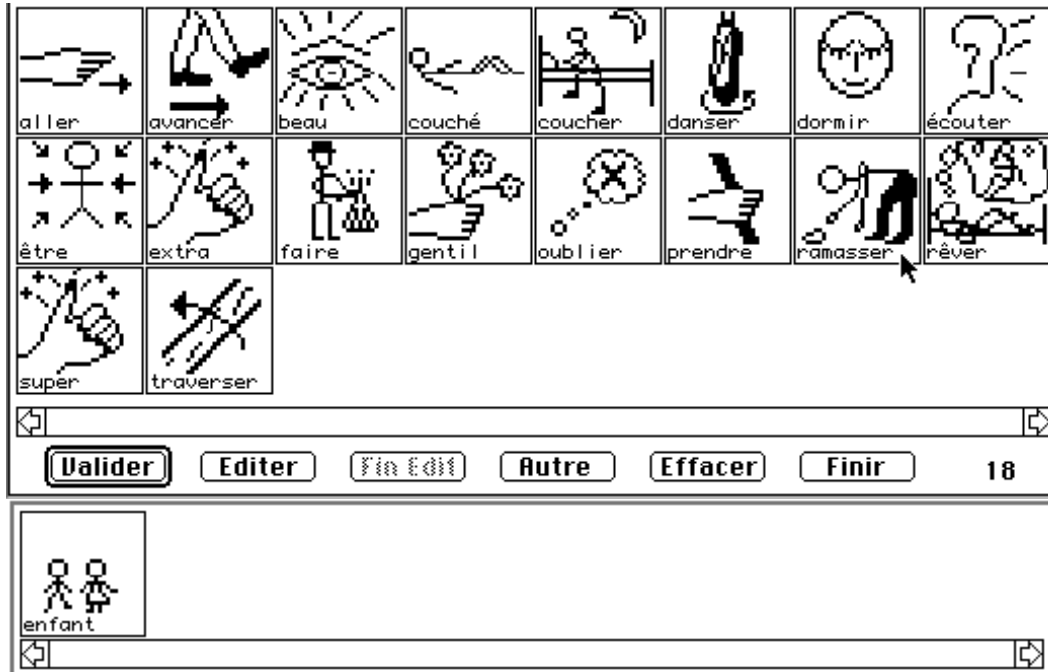 aller avancer beau couché coucher danser dormir écouter
être extra faire gentil oublier prendre ramasser rêver
super traverser
Valider Editer Fin Edit Autre Effacer Finir 18
enfant